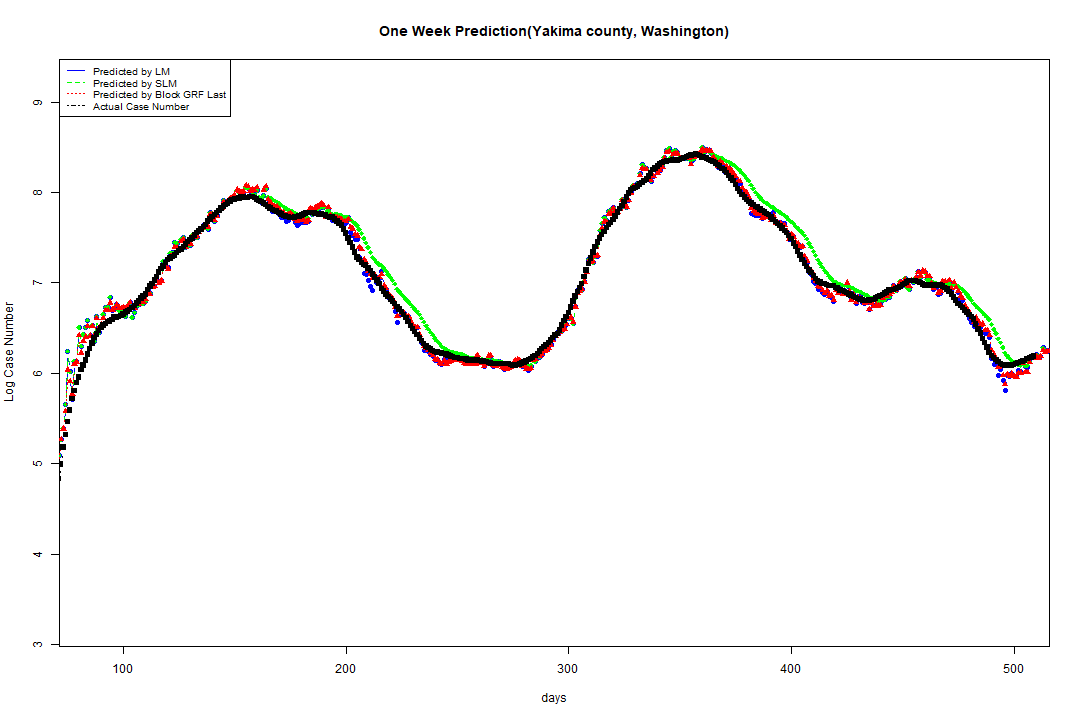 One Week Prediction(Yakima county, Washington)
Predicted by LM
Predicted by SLM
Predicted by Block GRF Last
Actual Case Number
9
8
7
6
5
4
3
Log Case Number
100 200 300 400 500
days